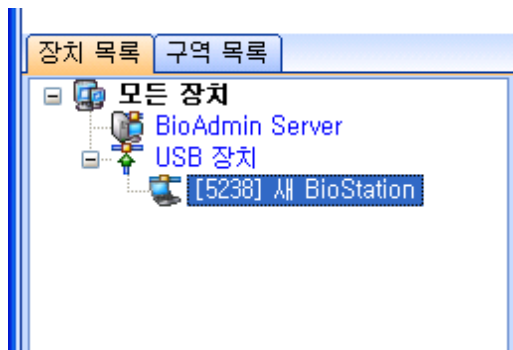 장치 목록 구역 목록
모든 장치
BioAdmin Server
USB 장치
[5238] 새 BioStation